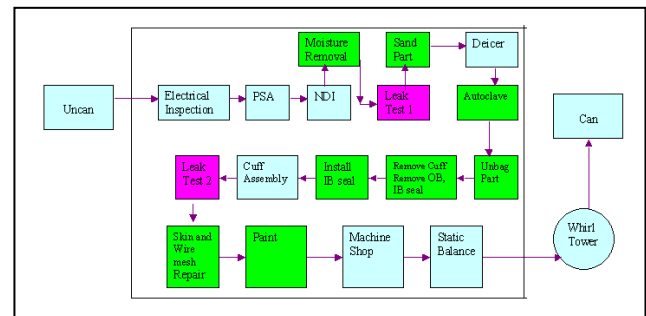 Uncan
Electrical
Inspection
PSA
NDI
Moisture
Removal
Leak
Test 1
Sand
Part
Deicer
Autoclave
Unbag
Part
Remove Cuff
Remove OB,
IB seal
Install
IB seal
Cuff
Assembly
Leak
Test 2
Skin and
Wire
mesh
Repair
Paint
Machine
Shop
Static
Balance
Whirl
Tower
Can